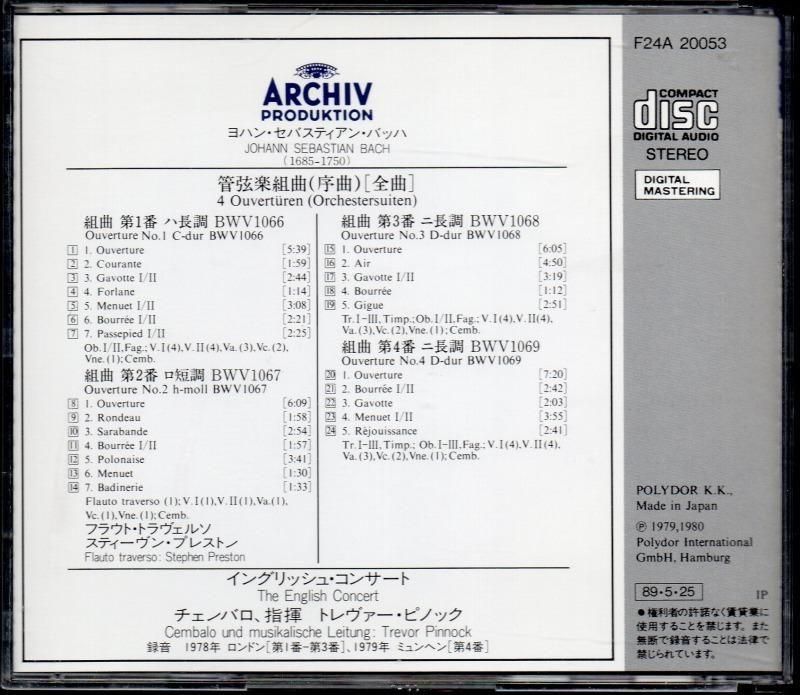 ARCHIV
PRODUKTION
ヨハン・セバスティアン・バッハ
JOHANN SEBASTIAN BACH
(1685-1750)
管弦楽組曲(序曲)[全曲]
4 Ouvertüren (Orchestersuiten)
組曲 第1番 ハ長調 BWV1066
Ouverture No.1 C-dur BWV1066
1 1. Ouverture [5:39]
2 2. Courante [1:59]
3 3. Gavotte I/II [2:44]
4 4. Forlane [1:14]
5 5. Menuet I/II [3:08]
6 6. Bourrée I/II [2:21]
7 7. Passepied I/II [2:25]
Ob.I/II,Fag.; V.I(4),V.II(4),Va.(3),Vc.(2),
Vne.(1); Cemb.
組曲 第2番 ロ短調 BWV1067
Ouverture No.2 h-moll BWV1067
8 1. Ouverture [6:09]
9 2. Rondeau [1:58]
10 3. Sarabande [2:54]
11 4. Bourrée I/II [1:57]
12 5. Polonaise [3:41]
13 6. Menuet [1:30]
14 7. Badinerie [1:33]
Flauto traverso (1); V.I(1),V.II(1),Va.(1),
Vc.(1),Vne.(1); Cemb.
フラウト・トラヴェルソ
スティーヴン・プレストン
Flauto traverso: Stephen Preston
組曲 第3番 ニ長調 BWV1068
Ouverture No.3 D-dur BWV1068
15 1. Ouverture [6:05]
16 2. Air [4:50]
17 3. Gavotte I/II [3:19]
18 4. Bourrée [1:12]
19 5. Gigue [2:51]
Tr.I-III,Timp.; Ob.I/II,Fag.; V.I(4),V.II(4),
Va.(3),Vc.(2),Vne.(1); Cemb.
組曲 第4番 ニ長調 BWV1069
Ouverture No.4 D-dur BWV1069
20 1. Ouverture [7:20]
21 2. Bourrée I/II [2:42]
22 3. Gavotte [2:03]
23 4. Menuet I/II [3:55]
24 5. Réjouissance [2:41]
Tr.I-III,Timp.; Ob.I-III,Fag.; V.I(4),V.II(4),
Va.(3),Vc.(2),Vne.(1); Cemb.
イングリッシュ・コンサート
The English Concert
チェンバロ、指揮 トレヴァー・ピノック
Cembalo und musikalische Leitung: Trevor Pinnock
録音 1978年 ロンドン[第1番-第3番]、1979年 ミュンヘン[第4番]
F24A 20053
COMPACT
disc
DIGITAL AUDIO
STEREO
DIGITAL
MASTERING
POLYDOR K.K.,
Made in Japan
℗ 1979,1980
Polydor International
GmbH, Hamburg
89・5・25 IP
●権利者の許諾なく賃貸業に
使用することを禁じます。また
無断で録音することは法律で
禁じられています。